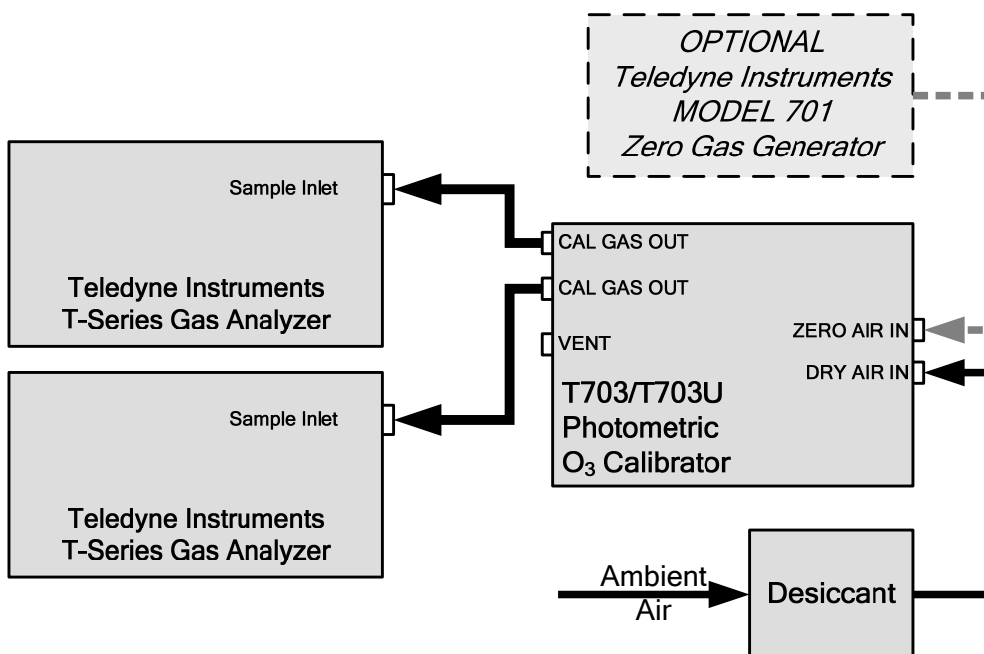 OPTIONAL
Teledyne Instruments
MODEL 701
Zero Gas Generator
Sample Inlet
Teledyne Instruments
T-Series Gas Analyzer
CAL GAS OUT
CAL GAS OUT
VENT
ZERO AIR IN
DRY AIR IN
T703/T703U
Photometric
O₃ Calibrator
Sample Inlet
Teledyne Instruments
T-Series Gas Analyzer
Ambient
Air
Desiccant